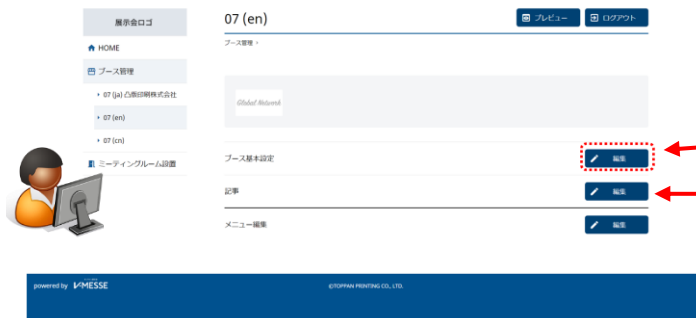 展示会ロゴ
HOME
ブース管理
07 (ja) 凸版印刷株式会社
07 (en)
07 (cn)
ミーティングルーム設置
07 (en)
プレビュー
ログアウト
ブース管理
Global Network
ブース基本設定
編集
記事
編集
メニュー編集
編集
powered by V-MESSE
©TOPPAN PRINTING CO., LTD.